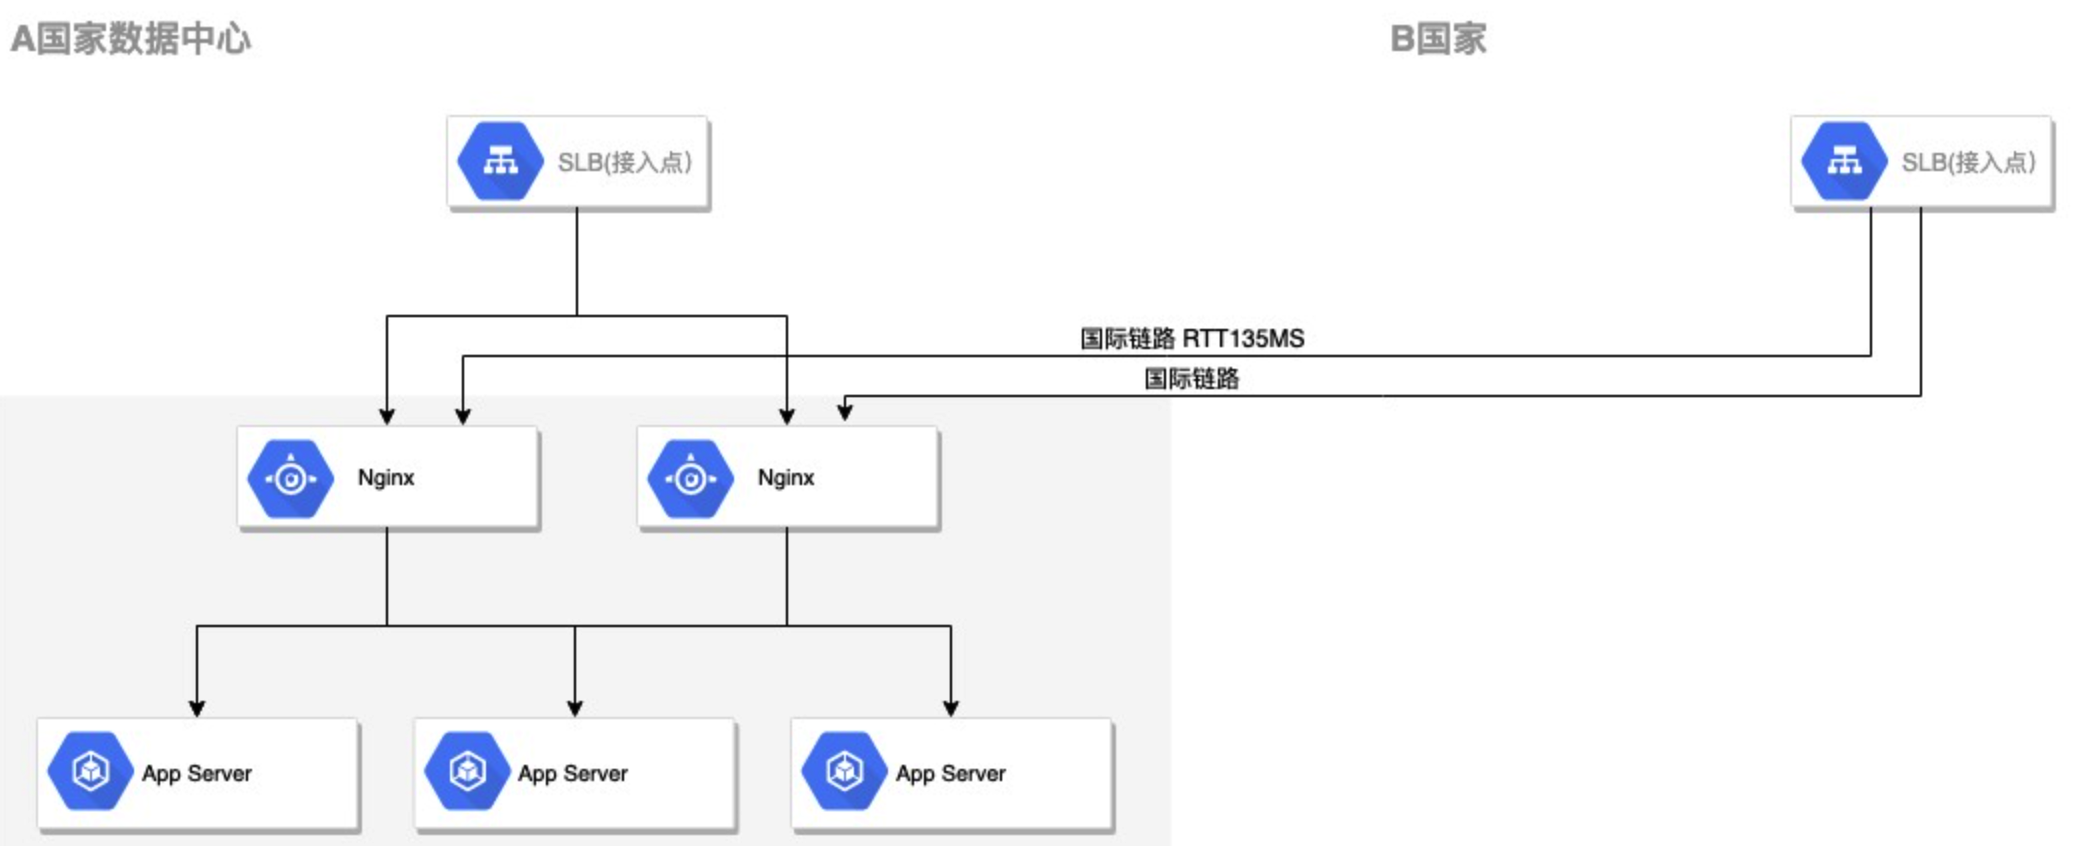 A国家数据中心
B国家
SLB(接入点)
SLB(接入点)
国际链路 RTT135MS
国际链路
Nginx
Nginx
App Server
App Server
App Server